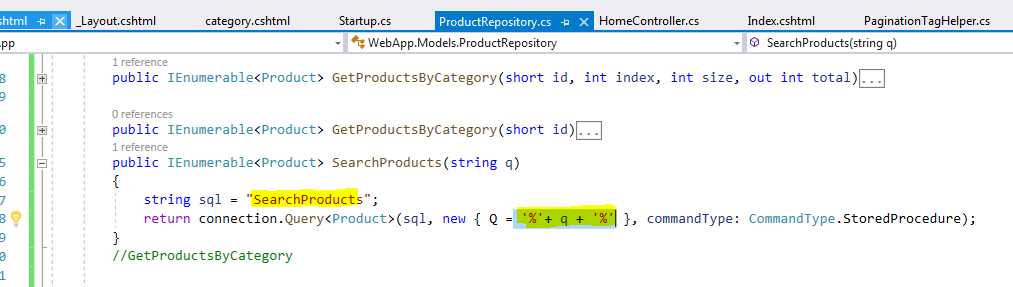 shtml _Layout.cshtml category.cshtml Startup.cs ProductRepository.cs HomeController.cs Index.cshtml PaginationTagHelper.cs
pp WebApp.Models.ProductRepository SearchProducts(string q)
1 reference
8 public IEnumerable<Product> GetProductsByCategory(short id, int index, int size, out int total)...
9
0 references
0 public IEnumerable<Product> GetProductsByCategory(short id)...
1 reference
5 public IEnumerable<Product> SearchProducts(string q)
6 {
7 string sql = "SearchProducts";
8 return connection.Query<Product>(sql, new { Q = '%'+ q + '%' }, commandType: CommandType.StoredProcedure);
9 }
0 //GetProductsByCategory
1